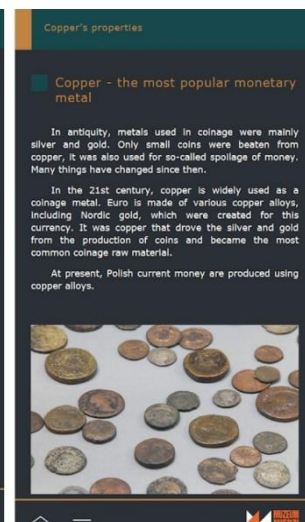 Copper's properties
Copper - the most popular monetary
metal
In antiquity, metals used in coinage were mainly
silver and gold. Only small coins were beaten from
copper, it was also used for so-called spoilage of money.
Many things have changed since then.
In the 21st century, copper is widely used as a
coinage metal. Euro is made of various copper alloys,
including Nordic gold, which were created for this
currency. It was copper that drove the silver and gold
from the production of coins and became the most
common coinage raw material.
At present, Polish current money are produced using
copper alloys.